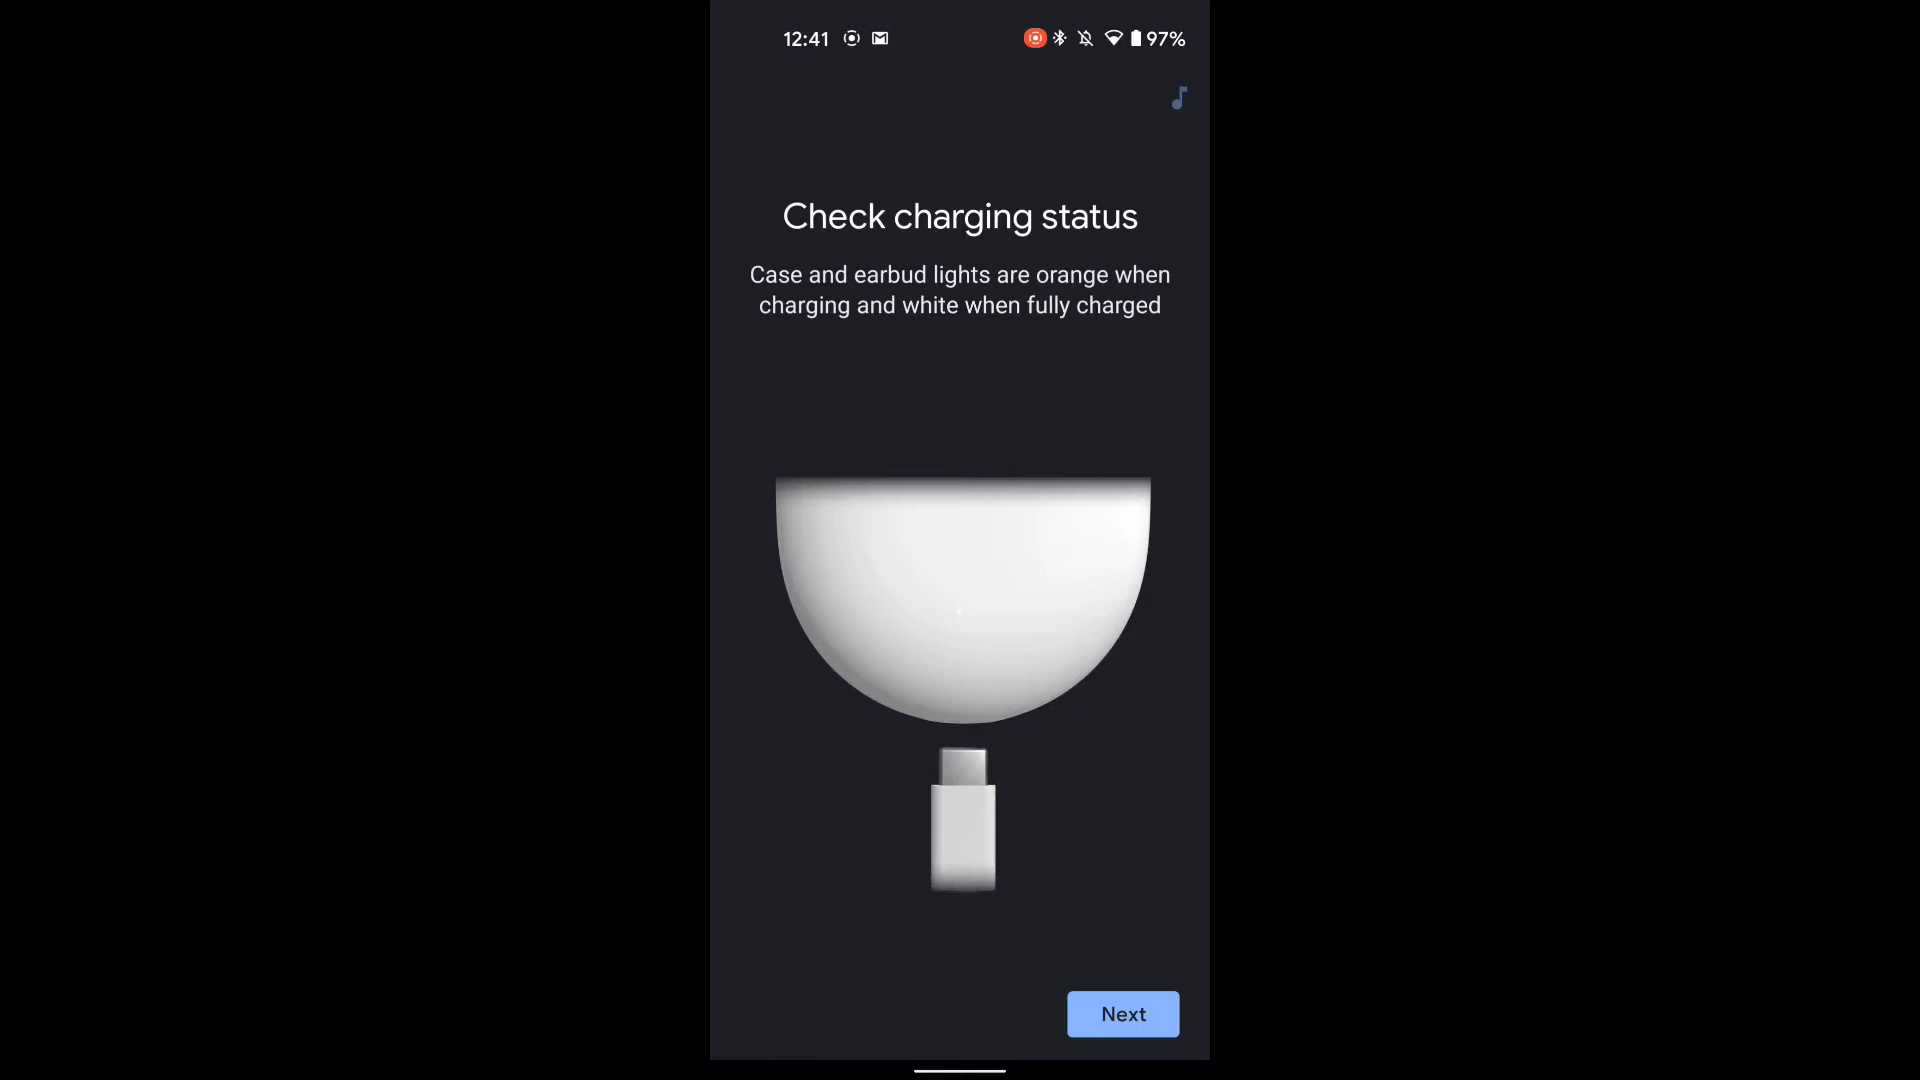 12:41 97%
Check charging status
Case and earbud lights are orange when
charging and white when fully charged
Next